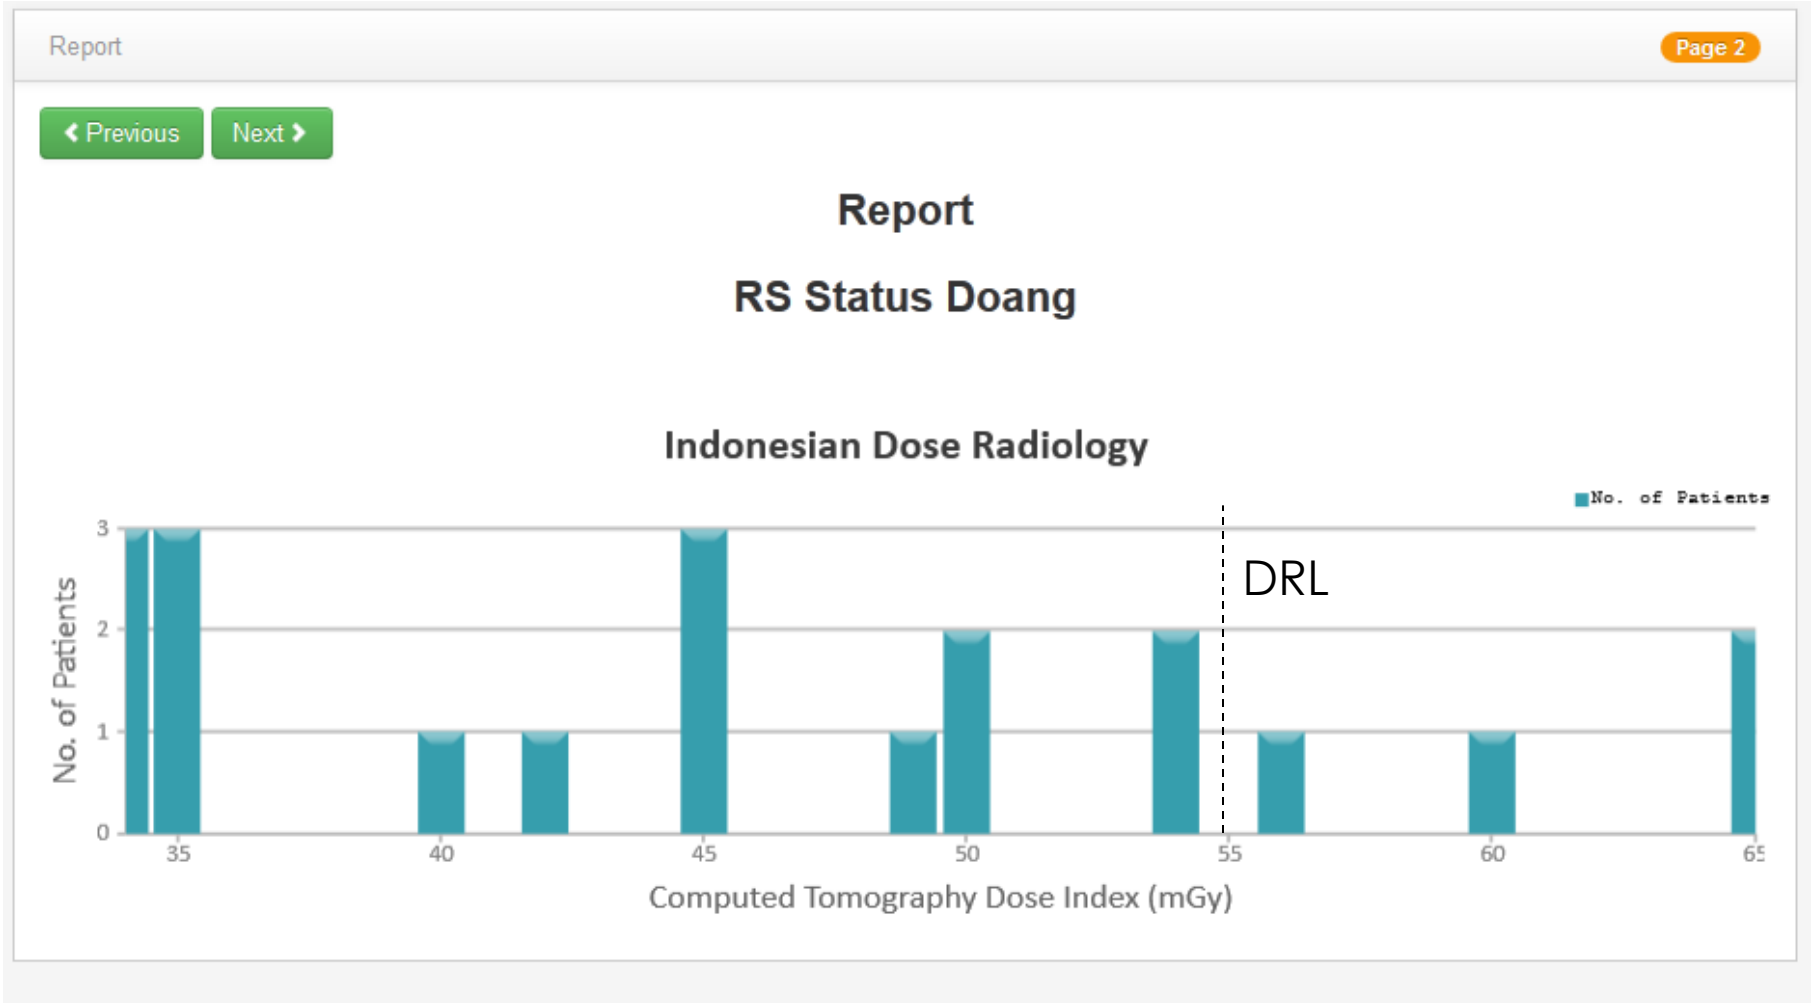 Report
Page 2
Previous
Next
Report
RS Status Doang
Indonesian Dose Radiology
No. of Patients
3
DRL
2
1
0
No. of Patients
35 40 45 50 55 60 65
Computed Tomography Dose Index (mGy)